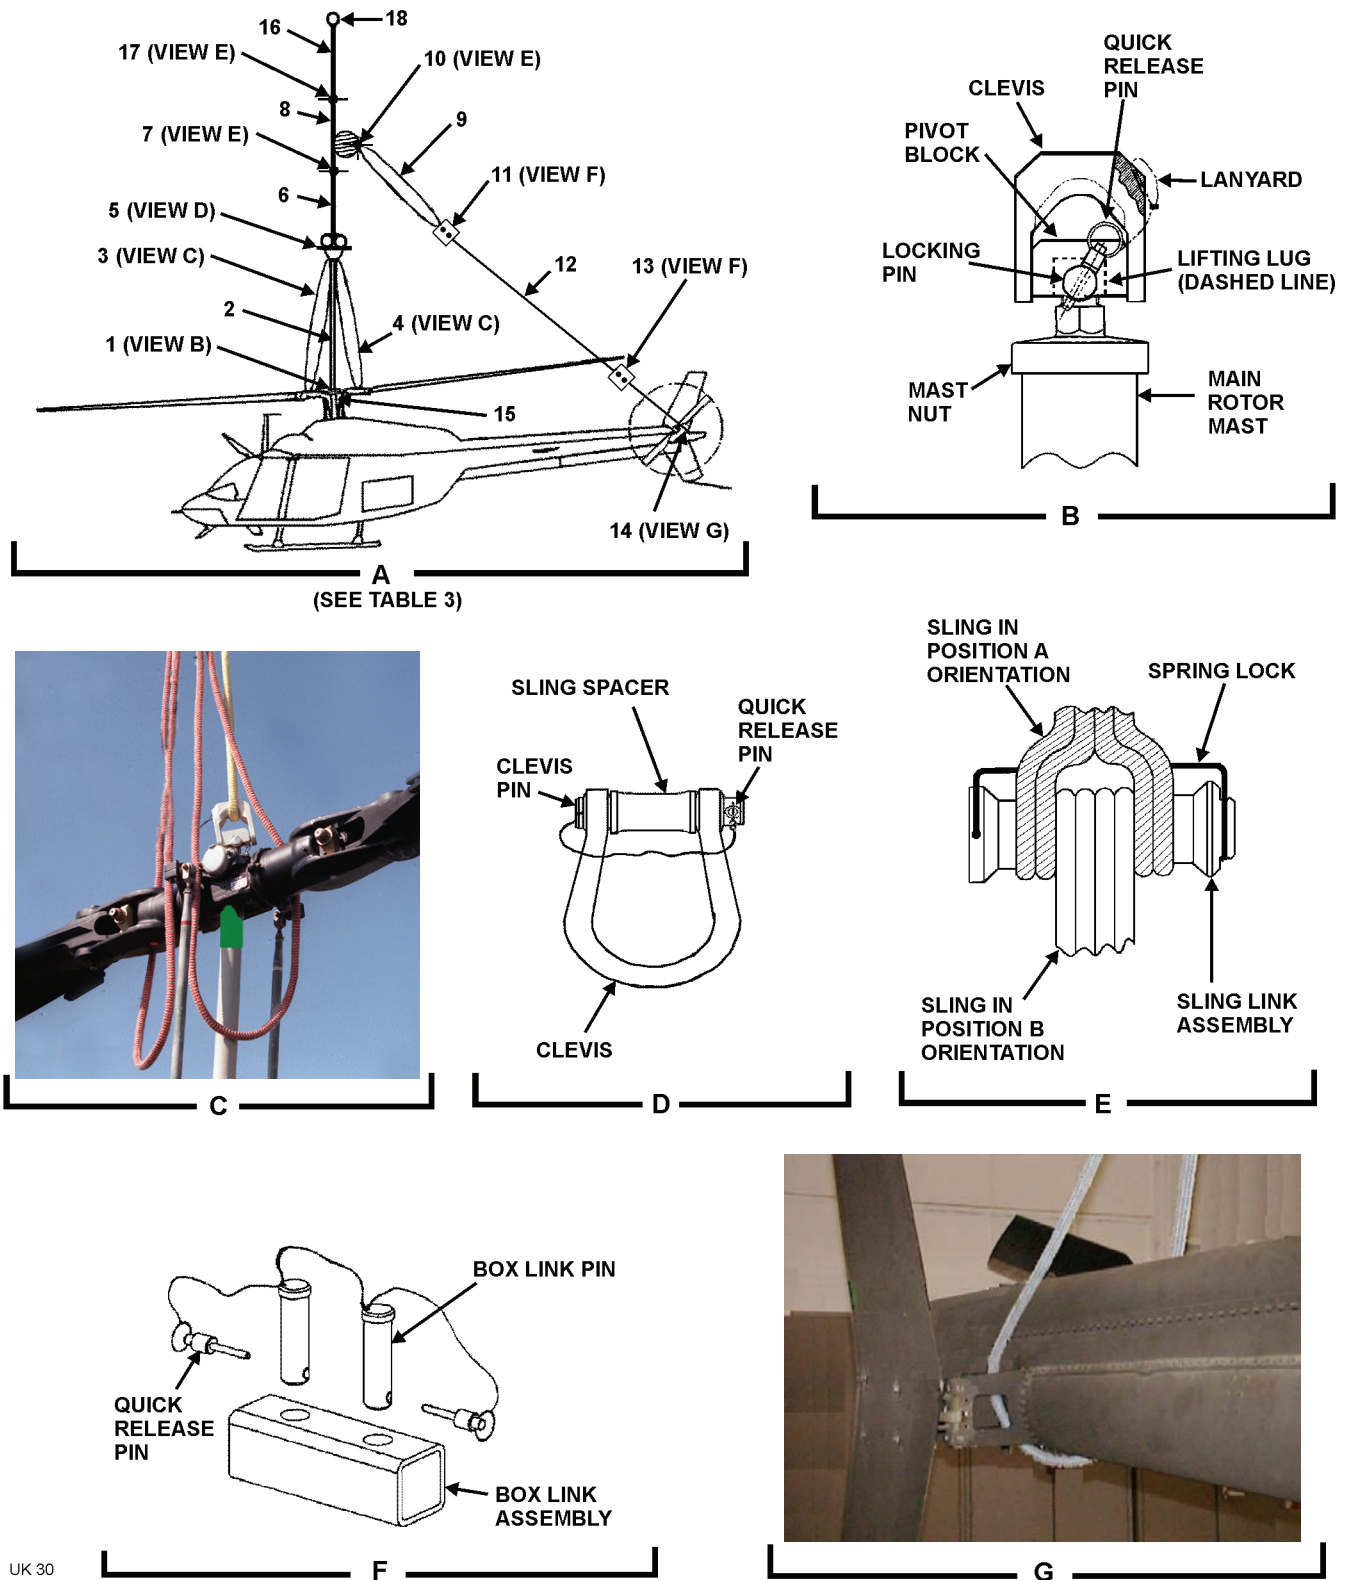 16
18
17 (VIEW E)
10 (VIEW E)
8
9
7 (VIEW E)
11 (VIEW F)
6
5 (VIEW D)
3 (VIEW C)
12
13 (VIEW F)
2
4 (VIEW C)
1 (VIEW B)
15
14 (VIEW G)
A
(SEE TABLE 3)
QUICK
RELEASE
PIN
CLEVIS
PIVOT
BLOCK
LANYARD
LOCKING
PIN
LIFTING LUG
(DASHED LINE)
MAST
NUT
MAIN
ROTOR
MAST
B
C
SLING SPACER
QUICK
RELEASE
PIN
CLEVIS
PIN
CLEVIS
D
SLING IN
POSITION A
ORIENTATION
SPRING LOCK
SLING IN
POSITION B
ORIENTATION
SLING LINK
ASSEMBLY
E
BOX LINK PIN
QUICK
RELEASE
PIN
BOX LINK
ASSEMBLY
F
G
UK 30